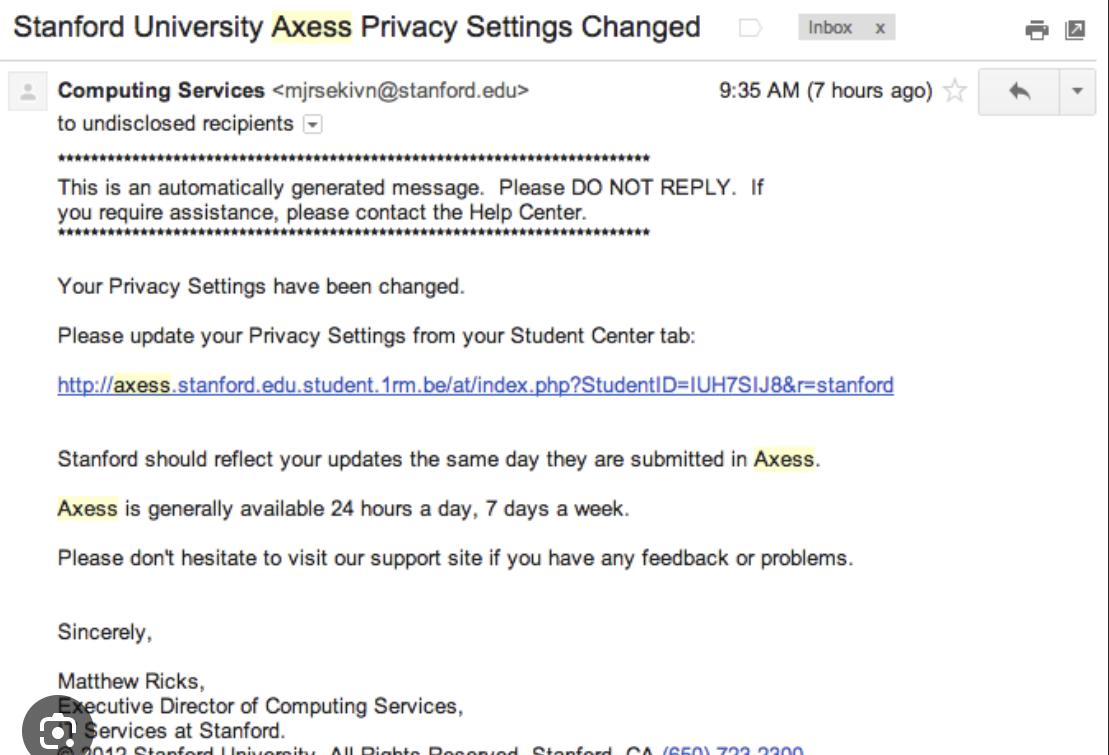 Stanford University Axess Privacy Settings Changed
Inbox x
Computing Services <mjrsekivn@stanford.edu>
9:35 AM (7 hours ago)
to undisclosed recipients
***********************************************************************
This is an automatically generated message.  Please DO NOT REPLY.  If
you require assistance, please contact the Help Center.
***********************************************************************
Your Privacy Settings have been changed.
Please update your Privacy Settings from your Student Center tab:
http://axess.stanford.edu.student.1rm.be/at/index.php?StudentID=IUH7SIJ8&r=stanford
Stanford should reflect your updates the same day they are submitted in Axess.
Axess is generally available 24 hours a day, 7 days a week.
Please don't hesitate to visit our support site if you have any feedback or problems.
Sincerely,
Matthew Ricks,
Executive Director of Computing Services,
IT Services at Stanford.
© 2012 Stanford University. All Rights Reserved. Stanford, CA (650) 723-2300